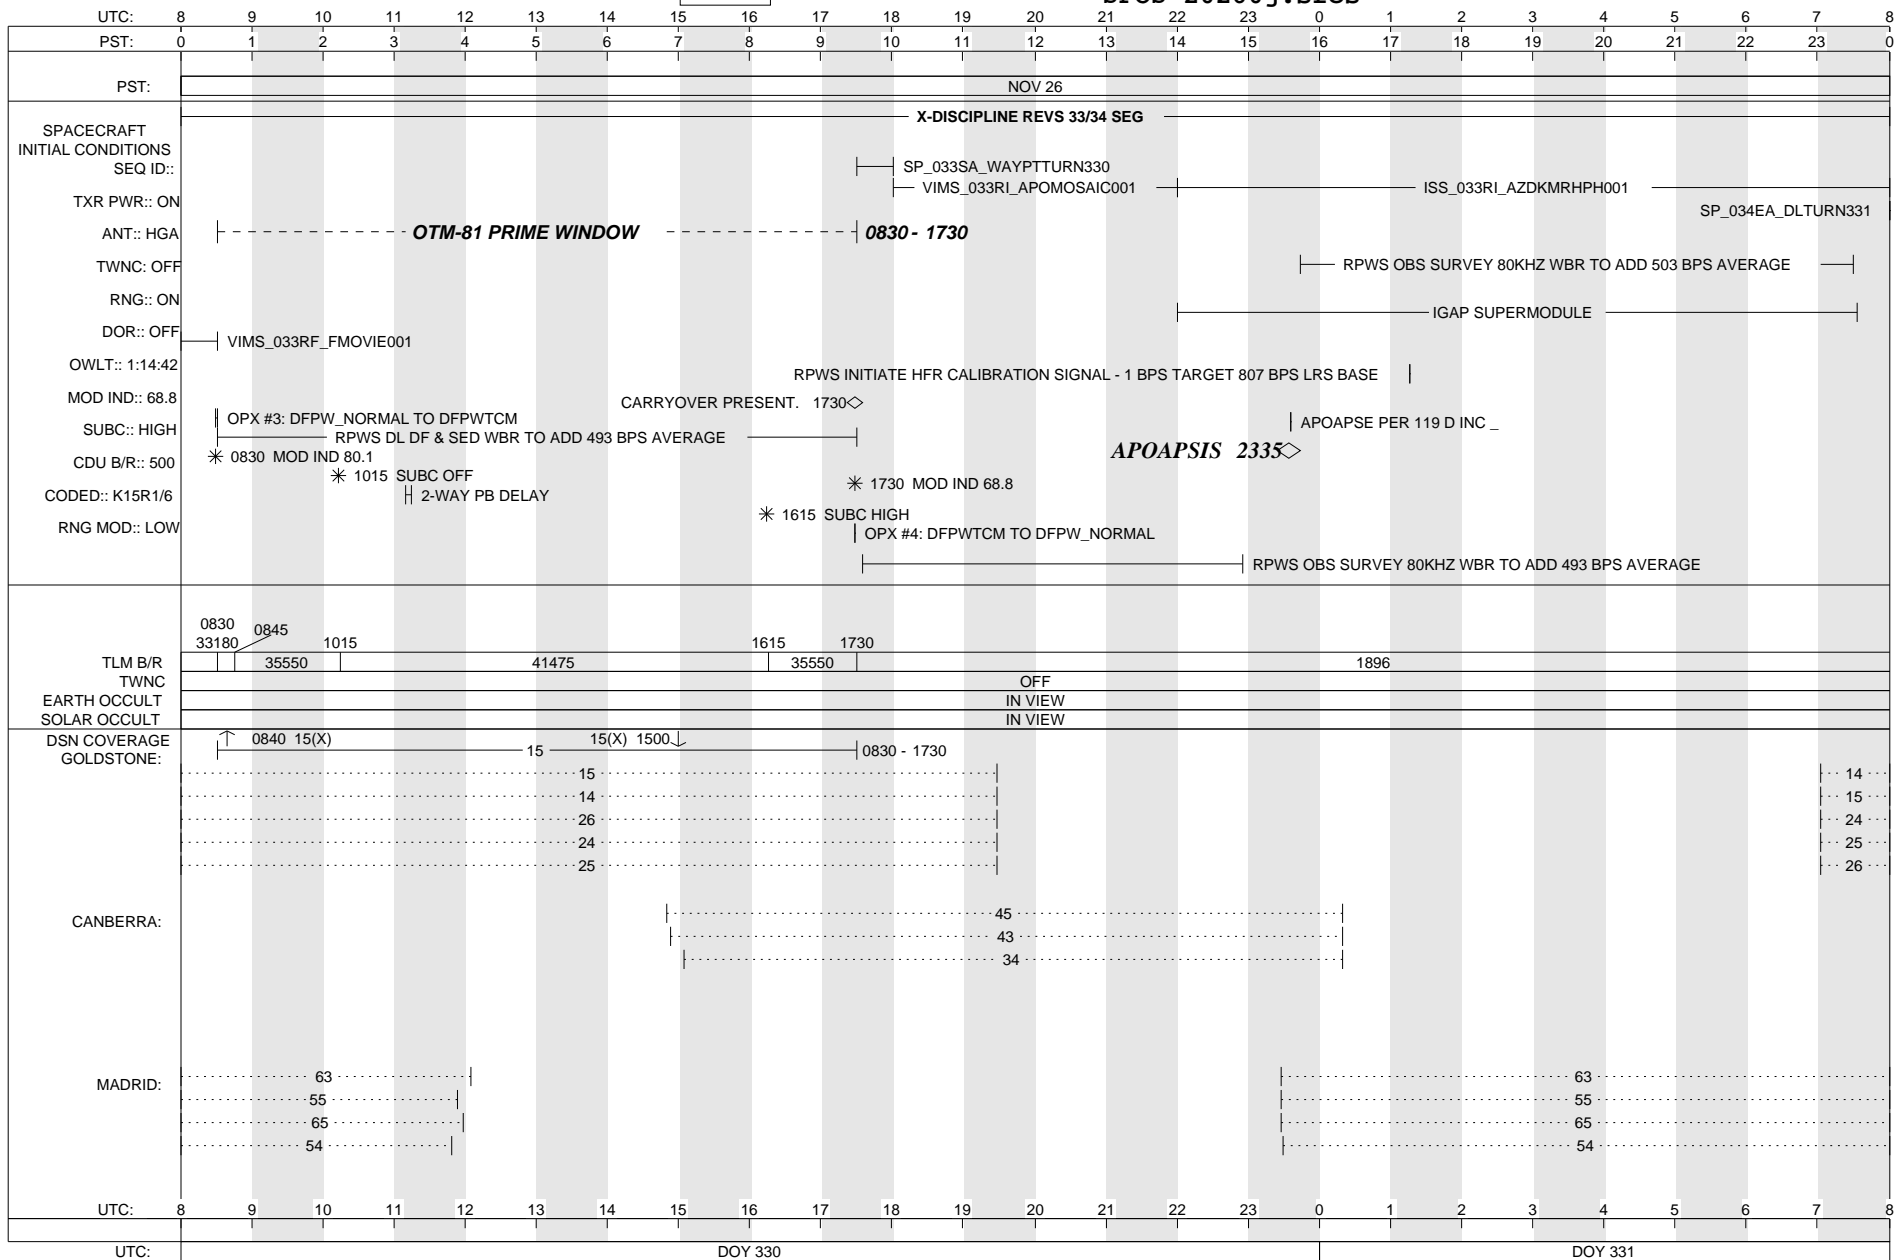 UTC: 8 9 10 11 12 13 14 15 16 17 18 19 20 21 22 23 0 1 2 3 4 5 6 7 8
PST: 0 1 2 3 4 5 6 7 8 9 10 11 12 13 14 15 16 17 18 19 20 21 22 23 0
PST: NOV 26
X-DISCIPLINE REVS 33/34 SEG
SPACECRAFT
INITIAL CONDITIONS
SEQ ID:: SP_033SA_WAYPTTURN330
VIMS_033RI_APOMOSAIC001 ISS_033RI_AZDKMRHPH001
TXR PWR:: ON
SP_034EA_DLTURN331
ANT:: HGA OTM-81 PRIME WINDOW 0830 - 1730
TWNC: OFF RPWS OBS SURVEY 80KHZ WBR TO ADD 503 BPS AVERAGE
RNG:: ON
IGAP SUPERMODULE
DOR:: OFF
VIMS_033RF_FMOVIE001
OWLT:: 1:14:42
RPWS INITIATE HFR CALIBRATION SIGNAL - 1 BPS TARGET 807 BPS LRS BASE
MOD IND:: 68.8
CARRYOVER PRESENT. 1730
OPX #3: DFPW_NORMAL TO DFPWTCM APOAPSE PER 119 D INC _
SUBC:: HIGH
RPWS DL DF & SED WBR TO ADD 493 BPS AVERAGE
APOAPSIS 2335
0830 MOD IND 80.1
CDU B/R:: 500
1015 SUBC OFF
1730 MOD IND 68.8
CODED:: K15R1/6 2-WAY PB DELAY
1615 SUBC HIGH
RNG MOD:: LOW
OPX #4: DFPWTCM TO DFPW_NORMAL
RPWS OBS SURVEY 80KHZ WBR TO ADD 493 BPS AVERAGE
0830 0845
33180 1015 1615 1730
TLM B/R 35550 41475 35550 1896
TWNC OFF
EARTH OCCULT IN VIEW
SOLAR OCCULT IN VIEW
DSN COVERAGE 0840 15(X) 15(X) 1500
GOLDSTONE: 15 0830 - 1730
15 14
14 15
26 24
24 25
25 26
CANBERRA: 45
43
34
MADRID: 63 63
55 55
65 65
54 54
UTC: 8 9 10 11 12 13 14 15 16 17 18 19 20 21 22 23 0 1 2 3 4 5 6 7 8
UTC: DOY 330 DOY 331